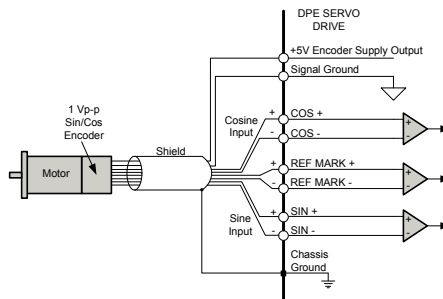 DPE SERVO
DRIVE
+5V Encoder Supply Output
Signal Ground
1 Vp-p
Sin/Cos
Encoder
Cosine
Input
+ COS + +
- COS - -
Shield
Motor
+ REF MARK + +
- REF MARK - -
Sine
Input
+ SIN + +
- SIN - -
Chassis
Ground